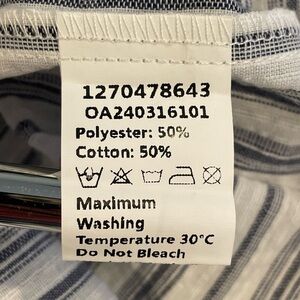 1270478643
OA240316101
Polyester: 50%
Cotton: 50%
Maximum
Washing
Temperature 30°C
Do Not Bleach